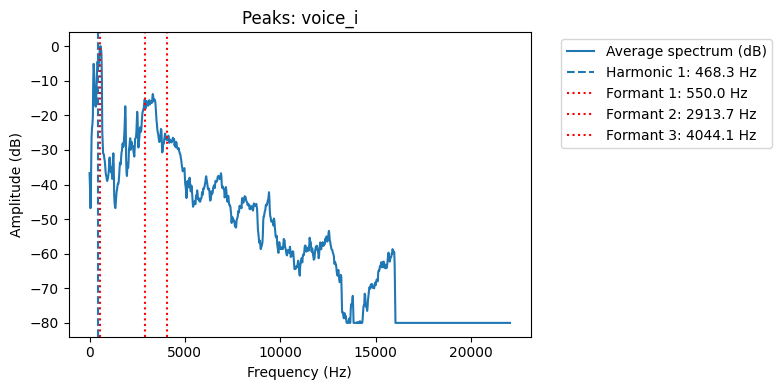 Peaks: voice_i
Average spectrum (dB)
Harmonic 1: 468.3 Hz
Formant 1: 550.0 Hz
Formant 2: 2913.7 Hz
Formant 3: 4044.1 Hz
Amplitude (dB)
0
−10
−20
−30
−40
−50
−60
−70
−80
0
5000
10000
15000
20000
Frequency (Hz)